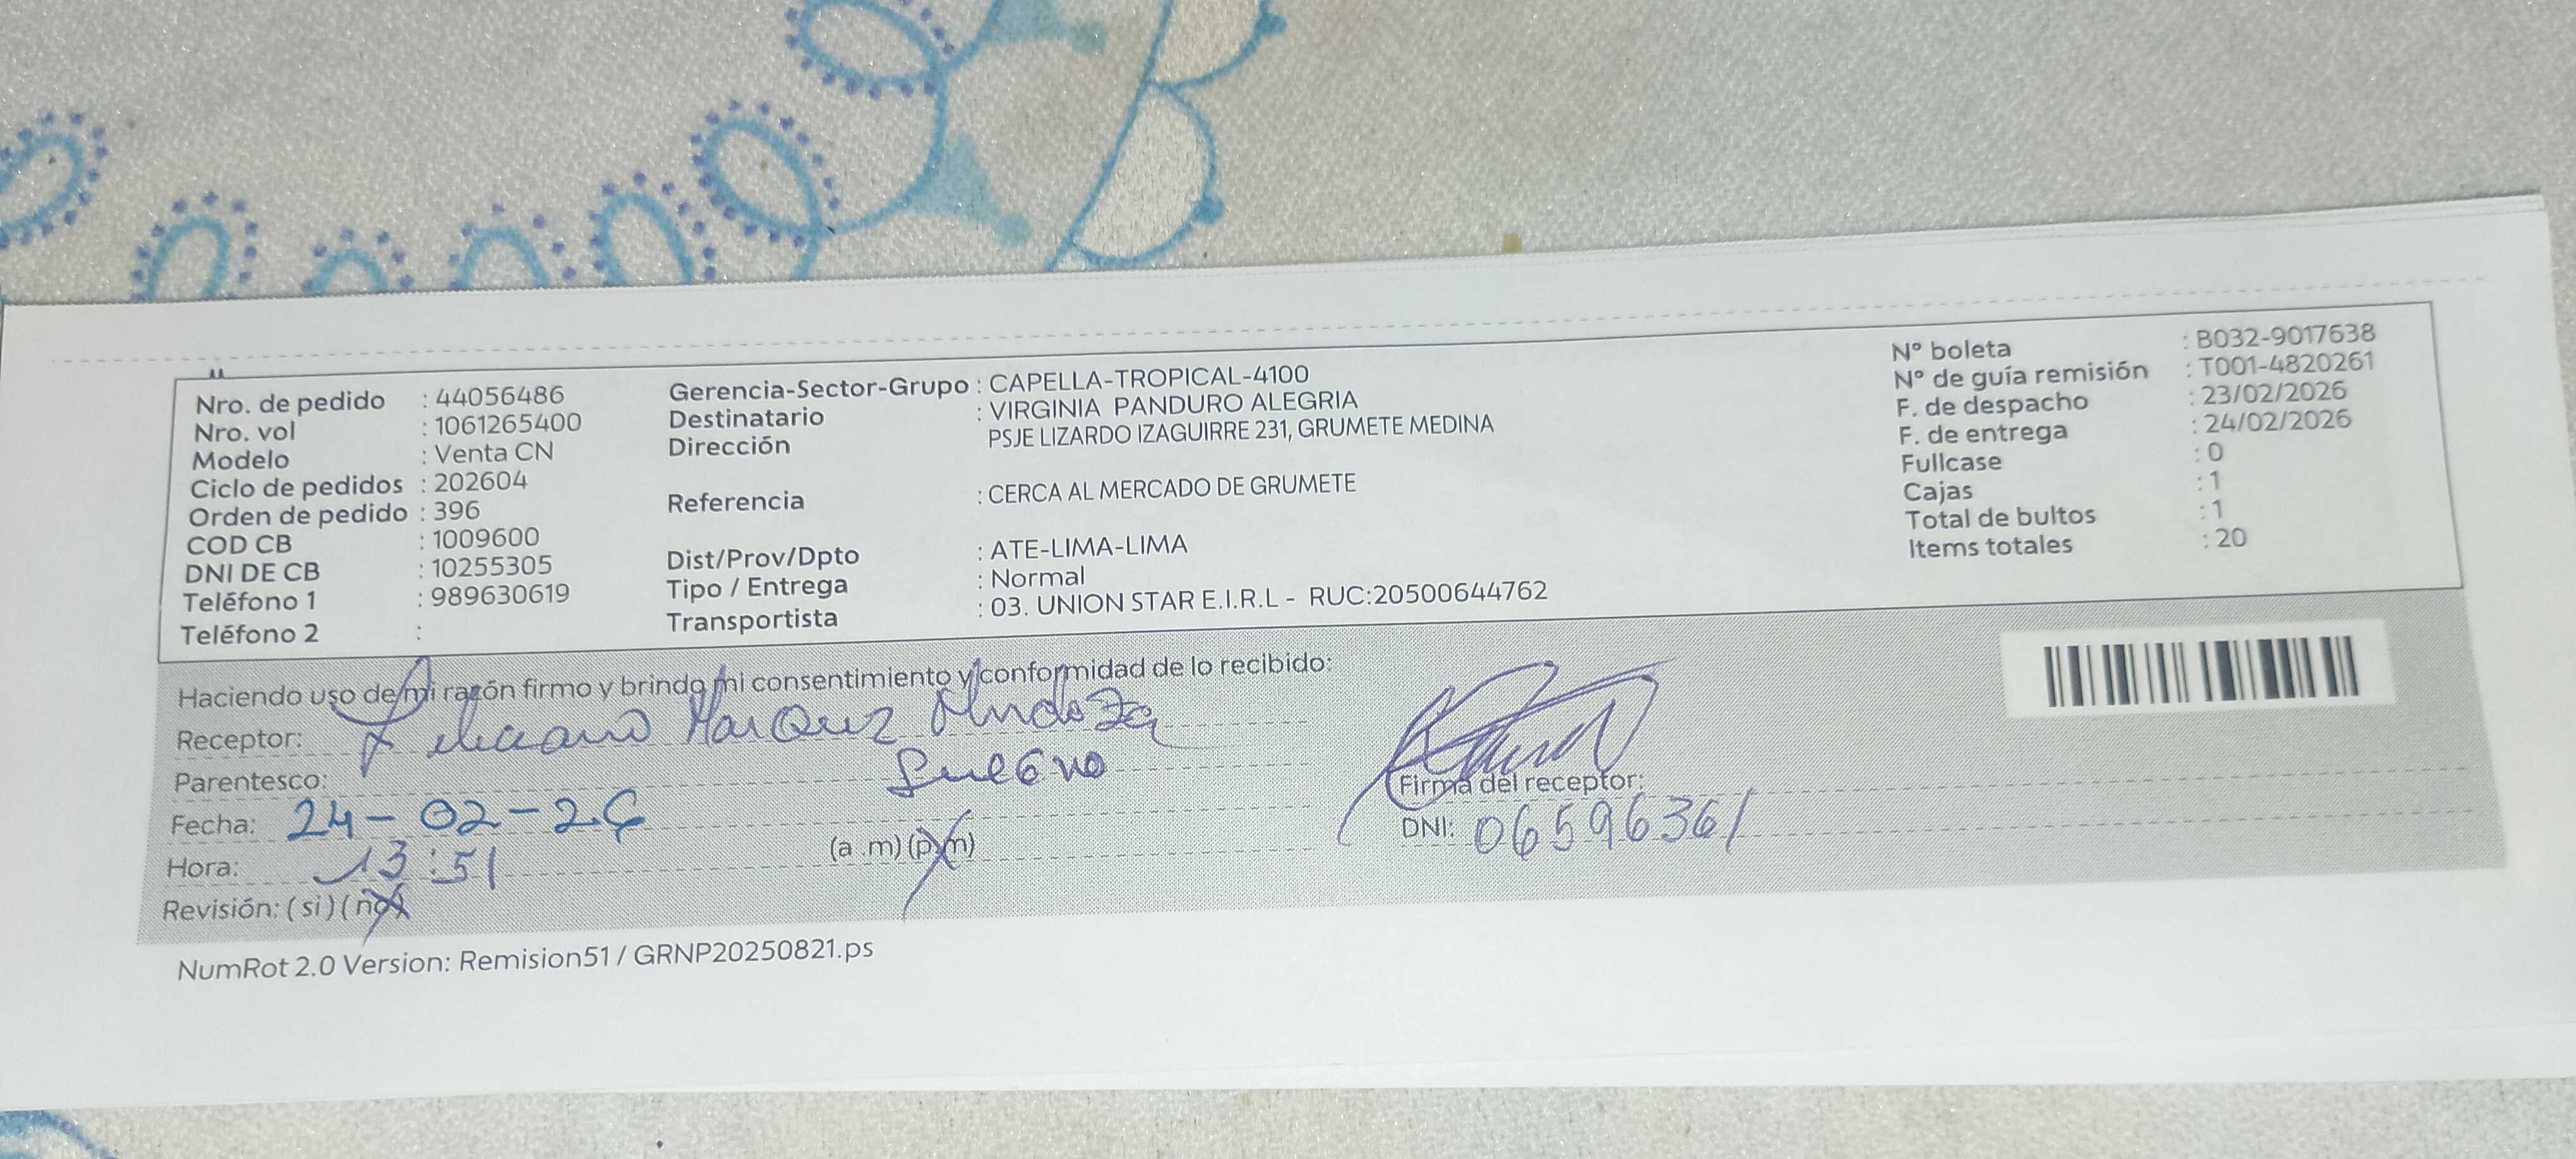 Nro. de pedido : 44056486
Nro. vol : 1061265400
Modelo : Venta CN
Ciclo de pedidos : 202604
Orden de pedido : 396
COD CB : 1009600
DNI DE CB : 10255305
Teléfono 1 : 989630619
Teléfono 2 :
Gerencia-Sector-Grupo : CAPELLA-TROPICAL-4100
Destinatario : VIRGINIA PANDURO ALEGRIA
Dirección PSJE LIZARDO IZAGUIRRE 231, GRUMETE MEDINA
Referencia : CERCA AL MERCADO DE GRUMETE
Dist/Prov/Dpto : ATE-LIMA-LIMA
Tipo / Entrega : Normal
Transportista : 03. UNION STAR E.I.R.L - RUC:20500644762
N° boleta : B032-9017638
N° de guía remisión : T001-4820261
F. de despacho : 23/02/2026
F. de entrega : 24/02/2026
Fullcase : 0
Cajas : 1
Total de bultos : 1
Items totales : 20
Haciendo uso de mi razón firmo y brindo mi consentimiento y conformidad de lo recibido:
Receptor: Marquez Mendoza
Parentesco:
Fecha: 24-02-26
Hora: 13:51 (a .m) (p.m)
Revisión: ( si ) ( no )
Firma del receptor:
DNI: 06596361
NumRot 2.0 Version: Remision51 / GRNP20250821.ps